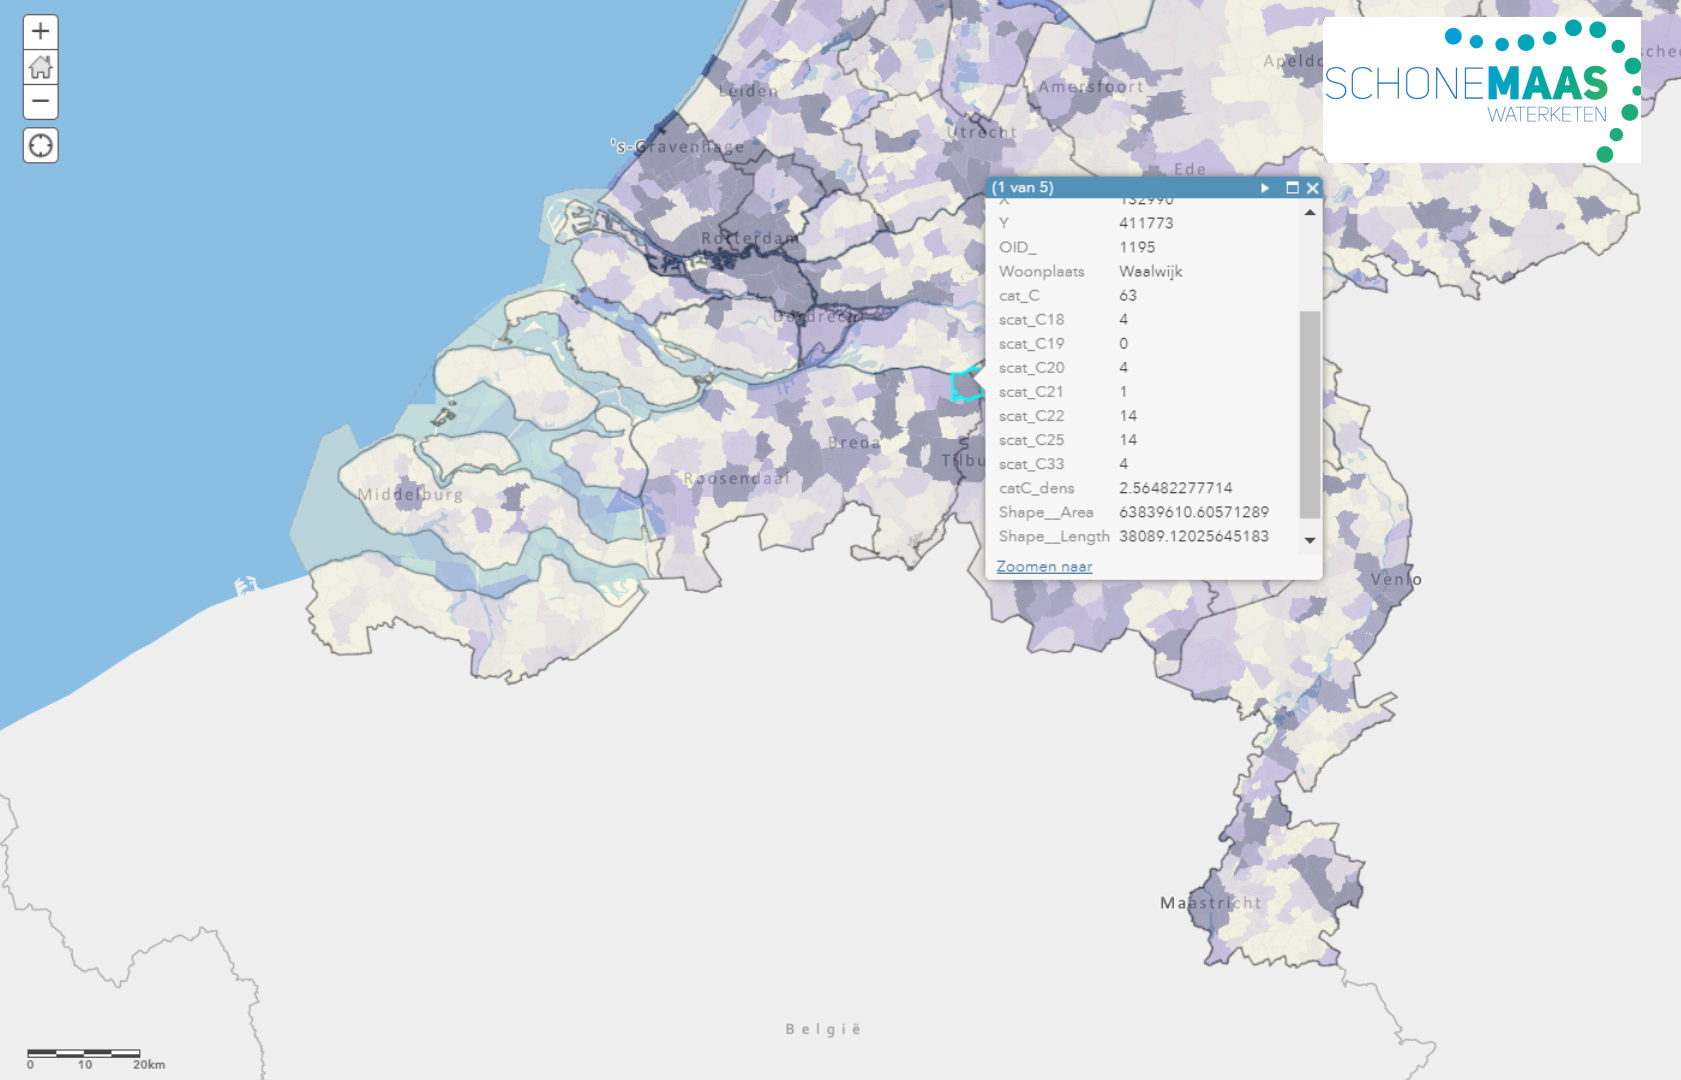 +
−
Leiden
's-Gravenhage
Amersfoort
Utrecht
Ede
Rotterdam
Dordrecht
Breda
Roosendaal
Middelburg
Venlo
Maastricht
België
SCHONEMAAS
WATERKETEN
(1 van 5)
X 132990
Y 411773
OID_ 1195
Woonplaats Waalwijk
cat_C 63
scat_C18 4
scat_C19 0
scat_C20 4
scat_C21 1
scat_C22 14
scat_C25 14
scat_C33 4
catC_dens 2.56482277714
Shape__Area 63839610.60571289
Shape__Length 38089.12025645183
Zoomen naar
0 10 20km